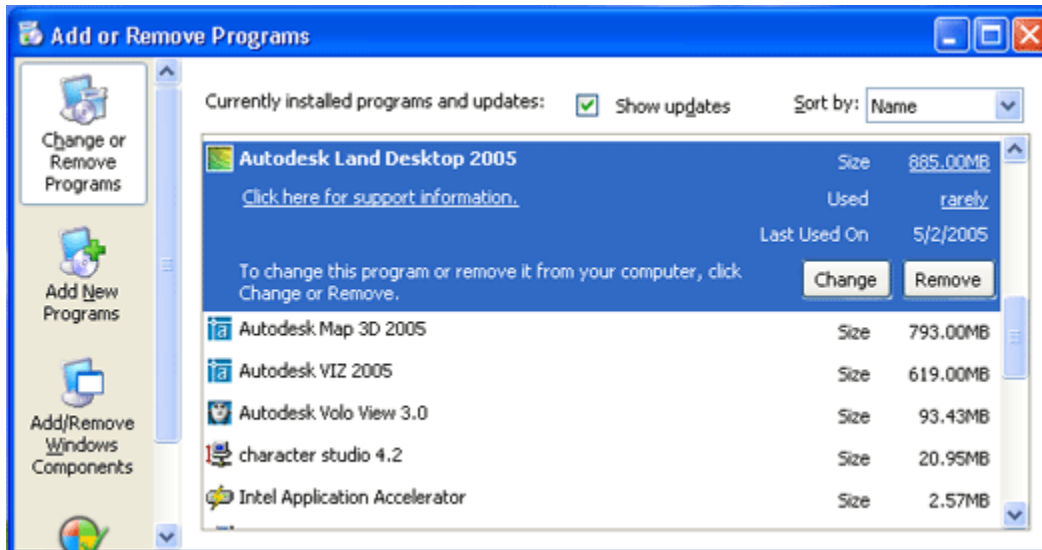 Add or Remove Programs
Change or
Remove
Programs
Add New
Programs
Add/Remove
Windows
Components
Currently installed programs and updates:
Show updates
Sort by: Name
Autodesk Land Desktop 2005 Size 885.00MB
Click here for support information. Used rarely
Last Used On 5/2/2005
To change this program or remove it from your computer, click
Change or Remove.
Change Remove
Autodesk Map 3D 2005 Size 793.00MB
Autodesk VIZ 2005 Size 619.00MB
Autodesk Volo View 3.0 Size 93.43MB
character studio 4.2 Size 20.95MB
Intel Application Accelerator Size 2.57MB